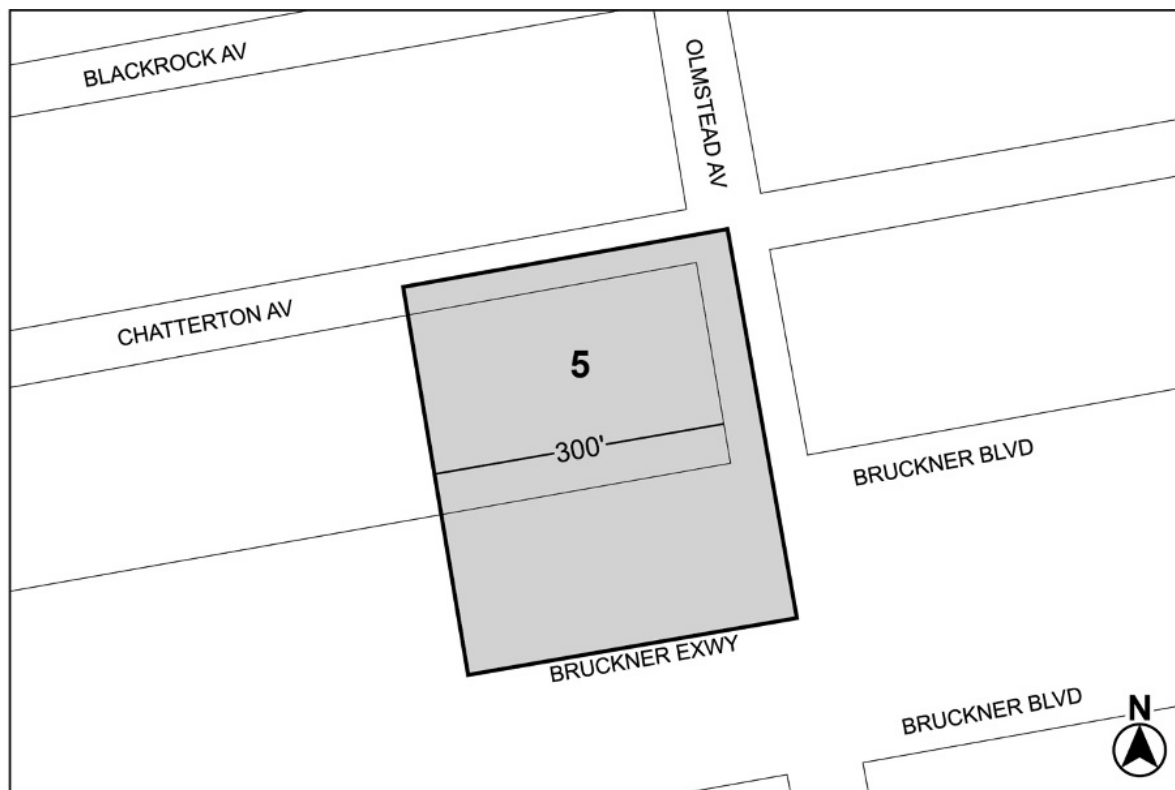 BLACKROCK AV
OLMSTEAD AV
CHATTERTON AV
5
300'
BRUCKNER BLVD
BRUCKNER EXWY
BRUCKNER BLVD
N